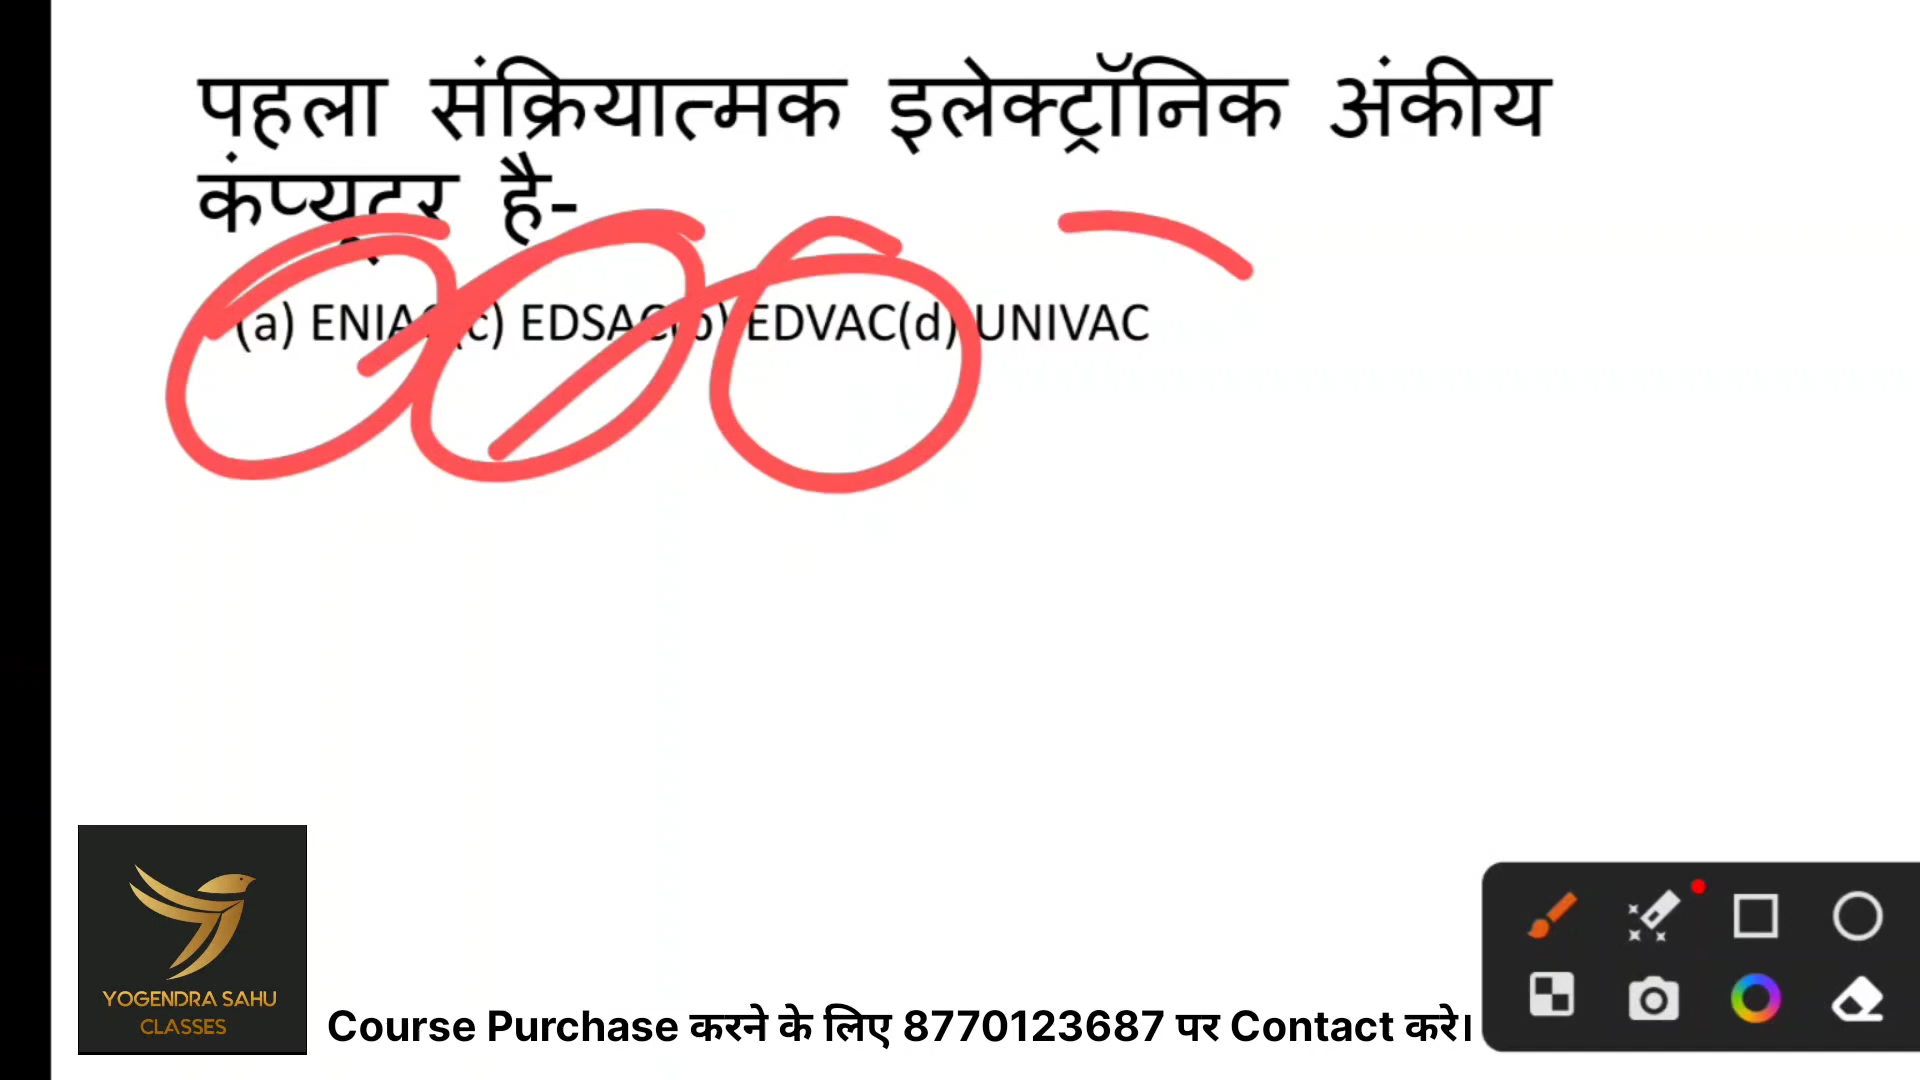 पहला संक्रियात्मक इलेक्ट्रॉनिक अंकीय
कंप्यूटर है-
(a) ENIAC(c) EDSAC(b) EDVAC(d) UNIVAC
YOGENDRA SAHU
CLASSES
Course Purchase करने के लिए 8770123687 पर Contact करे।